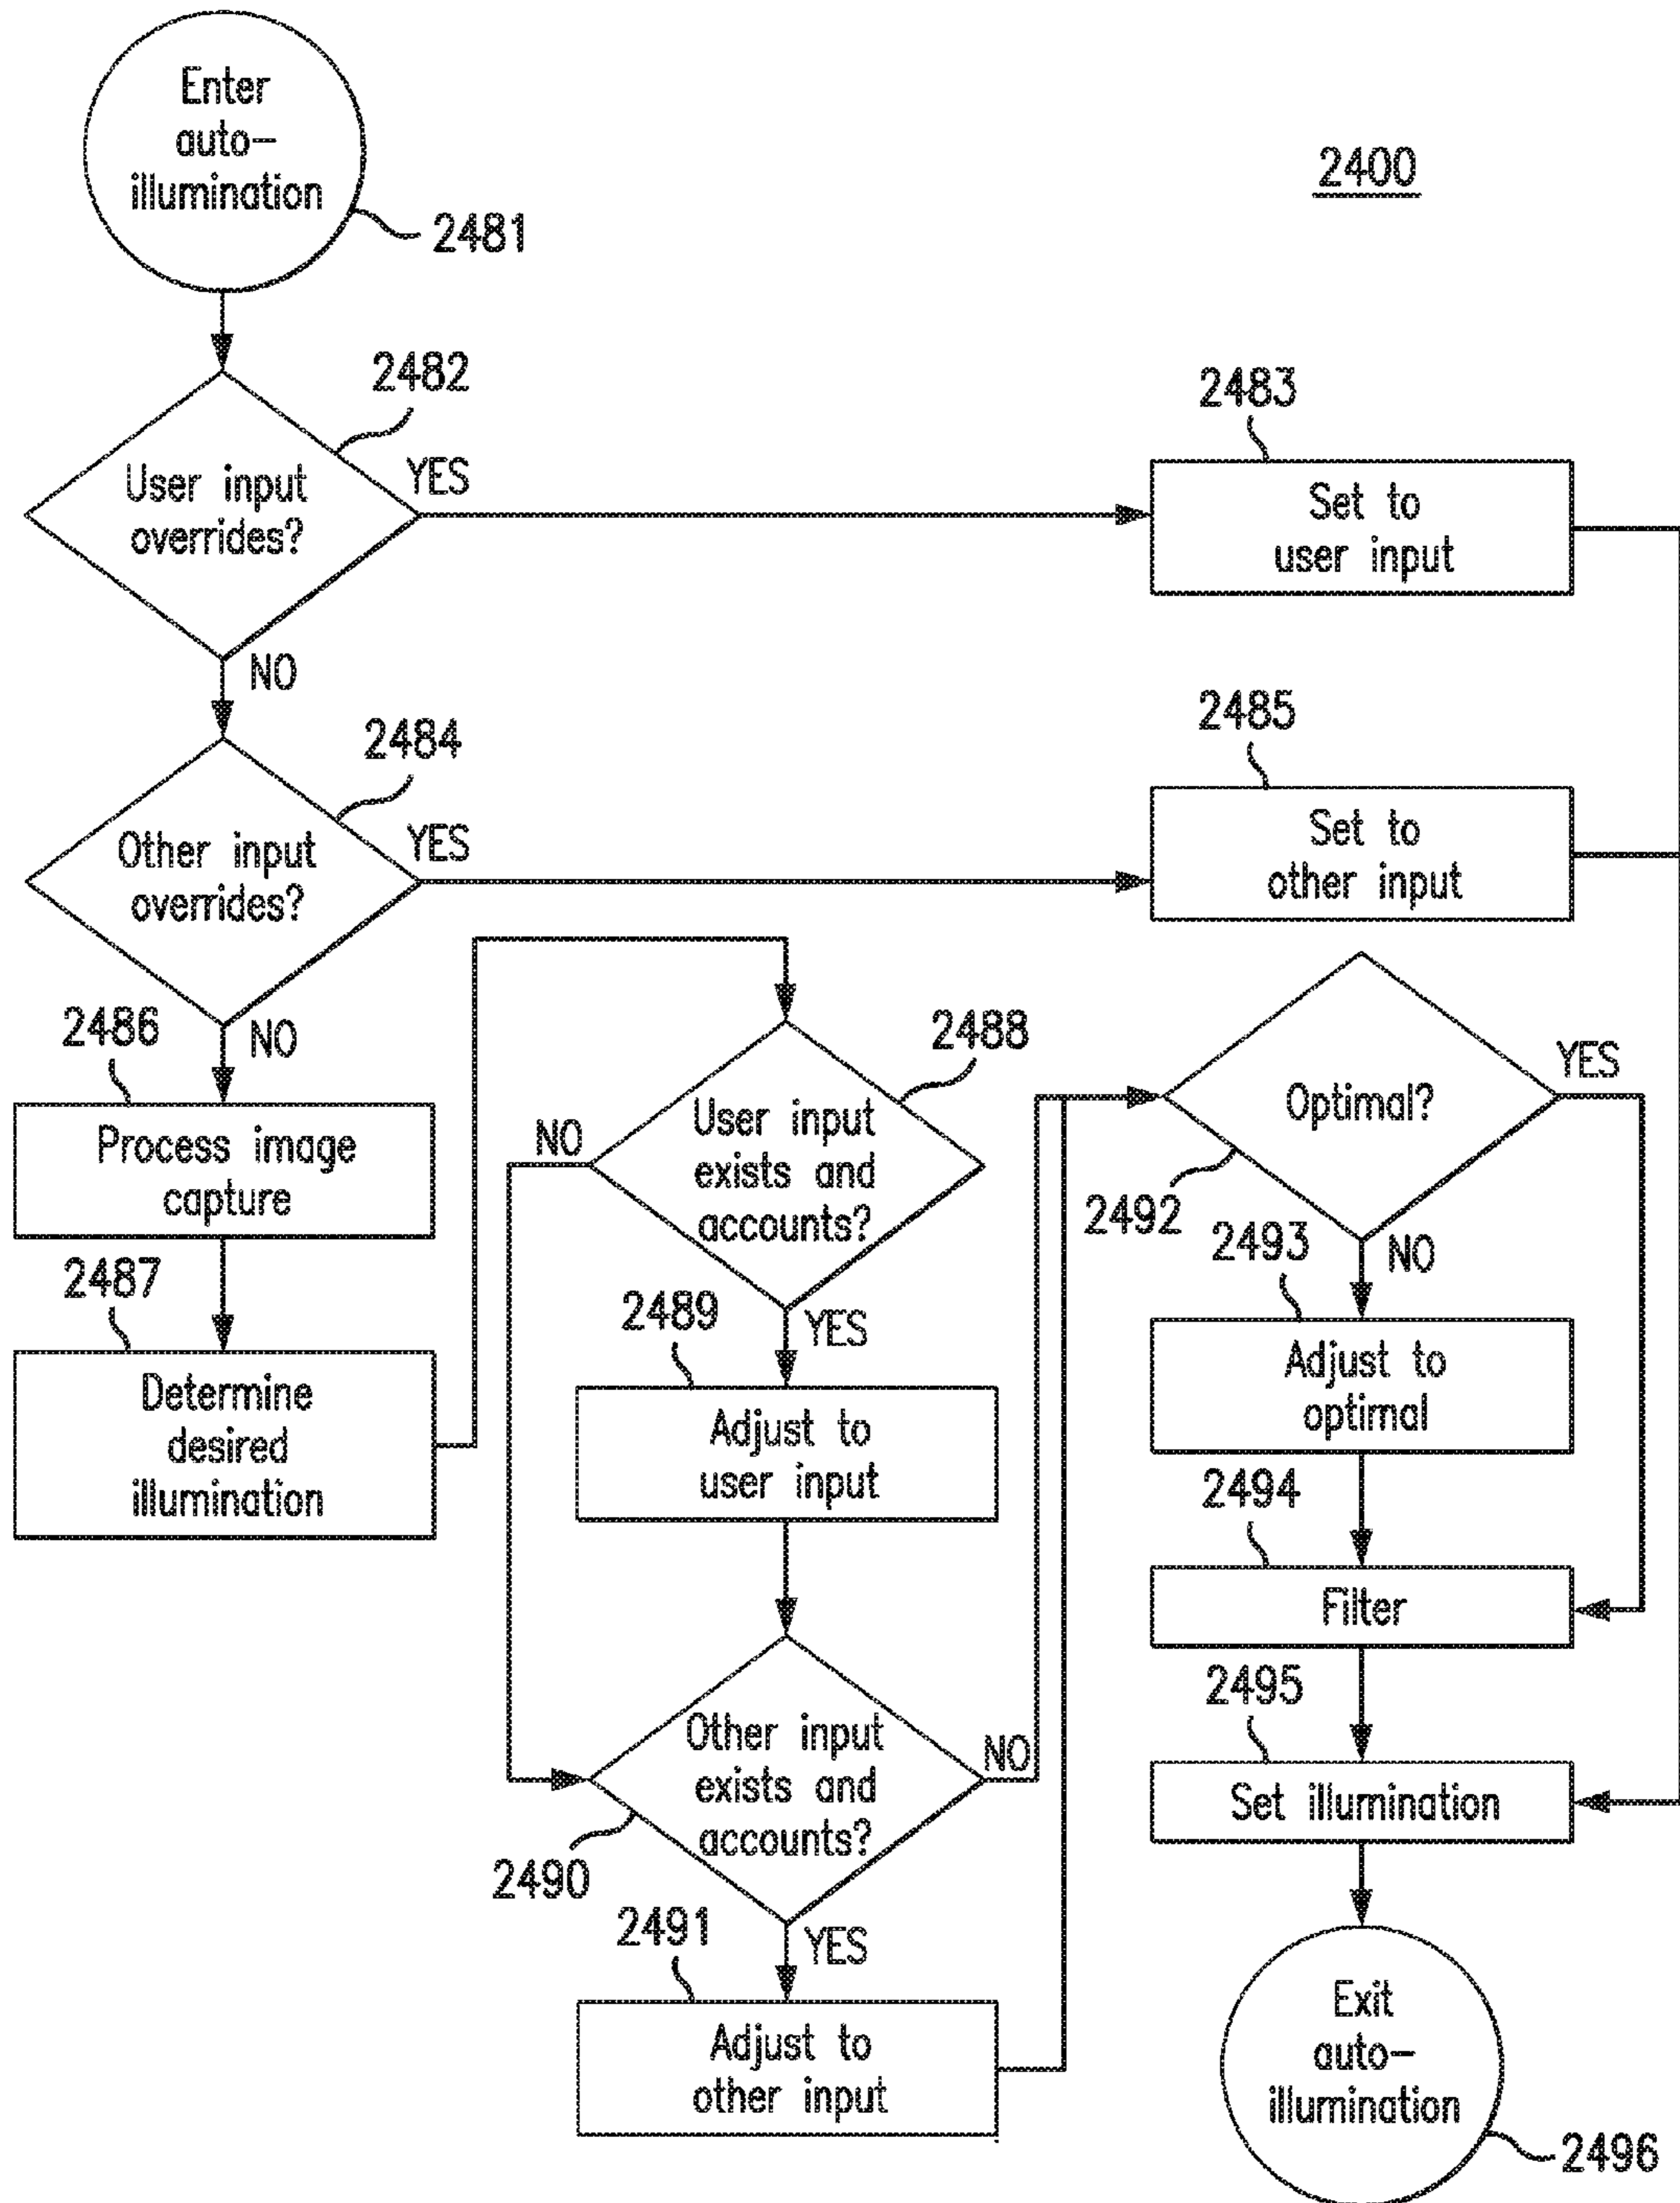 Enter
auto-
illumination
2481
2400
2482
User input
overrides?
YES
NO
2483
Set to
user input
2484
Other input
overrides?
YES
NO
2485
Set to
other input
2486
Process image
capture
2487
Determine
desired
illumination
2488
User input
exists and
accounts?
NO
YES
2489
Adjust to
user input
Other input
exists and
accounts?
NO
2490
YES
2491
Adjust to
other input
Optimal?
YES
2492
NO
2493
Adjust to
optimal
2494
Filter
2495
Set illumination
Exit
auto-
illumination
2496